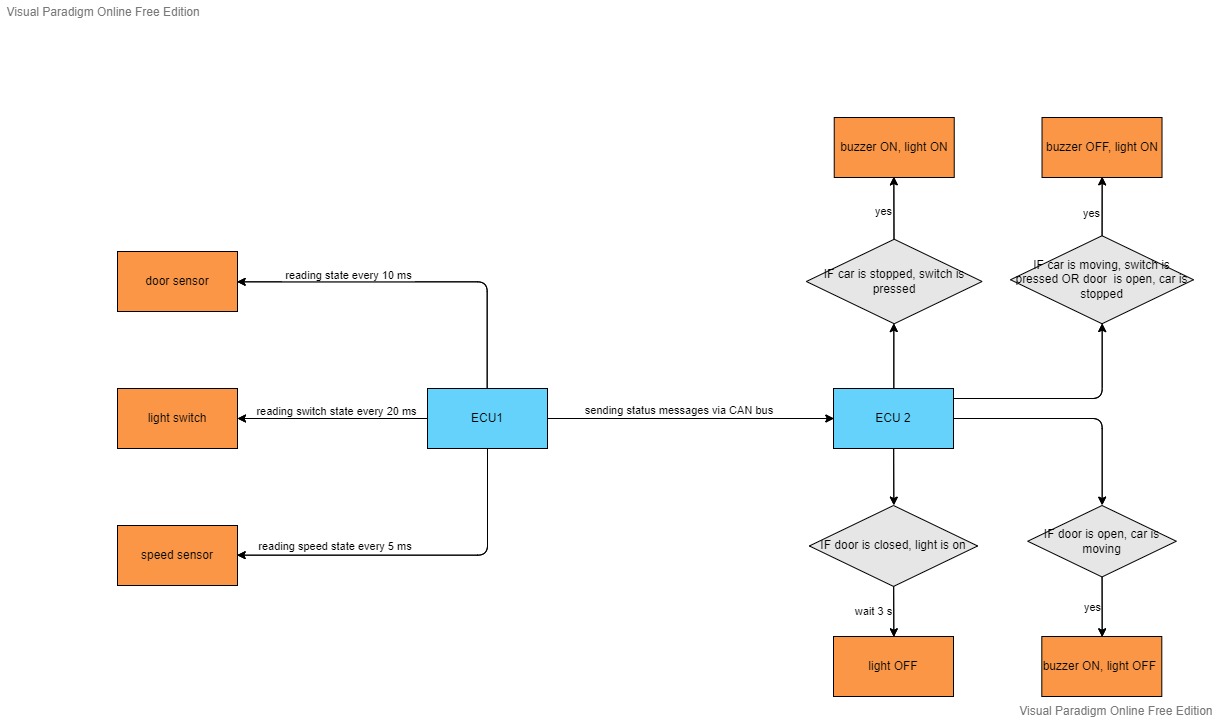 Visual Paradigm Online Free Edition
buzzer ON, light ON
buzzer OFF, light ON
yes
yes
IF car is stopped, switch is
pressed
IF car is moving, switch is
pressed OR door  is open, car is
stopped
door sensor
reading state every 10 ms
light switch
reading switch state every 20 ms
ECU1
sending status messages via CAN bus
ECU 2
speed sensor
reading speed state every 5 ms
IF door is closed, light is on
IF door is open, car is
moving
wait 3 s
yes
light OFF
buzzer ON, light OFF
Visual Paradigm Online Free Edition